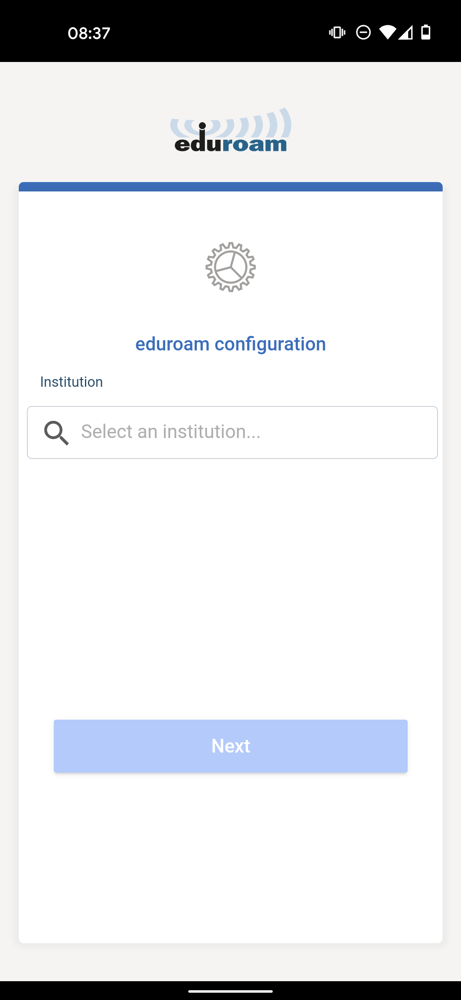 08:37
eduroam
eduroam configuration
Institution
Select an institution...
Next